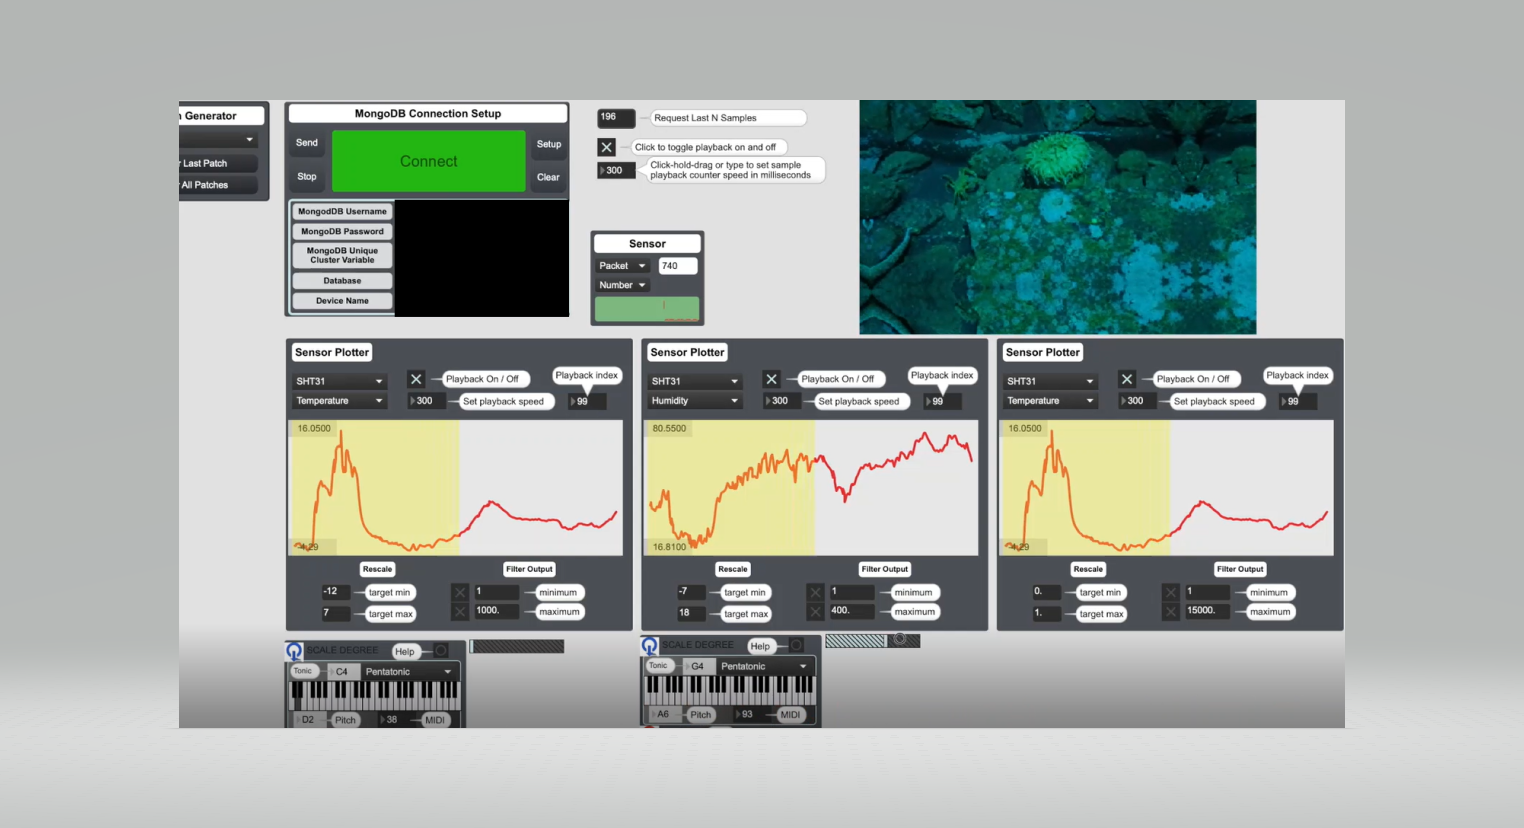 Generator
Last Patch
All Patches
MongoDB Connection Setup
Send
Connect
Setup
Stop
Clear
MongodDB Username
MongoDB Password
MongoDB Unique
Cluster Variable
Database
Device Name
196
Request Last N Samples
Click to toggle playback on and off
300
Click-hold-drag or type to set sample
playback counter speed in milliseconds
Sensor
Packet
740
Number
Sensor Plotter
SHT31
Playback On / Off
Playback index
Temperature
300
Set playback speed
99
16.0500
-4.29
Rescale
Filter Output
-12
target min
1
minimum
7
target max
1000.
maximum
Sensor Plotter
SHT31
Playback On / Off
Playback index
Humidity
300
Set playback speed
99
80.5500
16.8100
Rescale
Filter Output
-7
target min
1
minimum
18
target max
400.
maximum
Sensor Plotter
SHT31
Playback On / Off
Playback index
Temperature
300
Set playback speed
99
16.0500
-4.29
Rescale
Filter Output
0.
target min
1
minimum
1.
target max
15000.
maximum
SCALE DEGREE
Help
Tonic
C4
Pentatonic
D2
Pitch
38
MIDI
SCALE DEGREE
Help
Tonic
G4
Pentatonic
A6
Pitch
93
MIDI